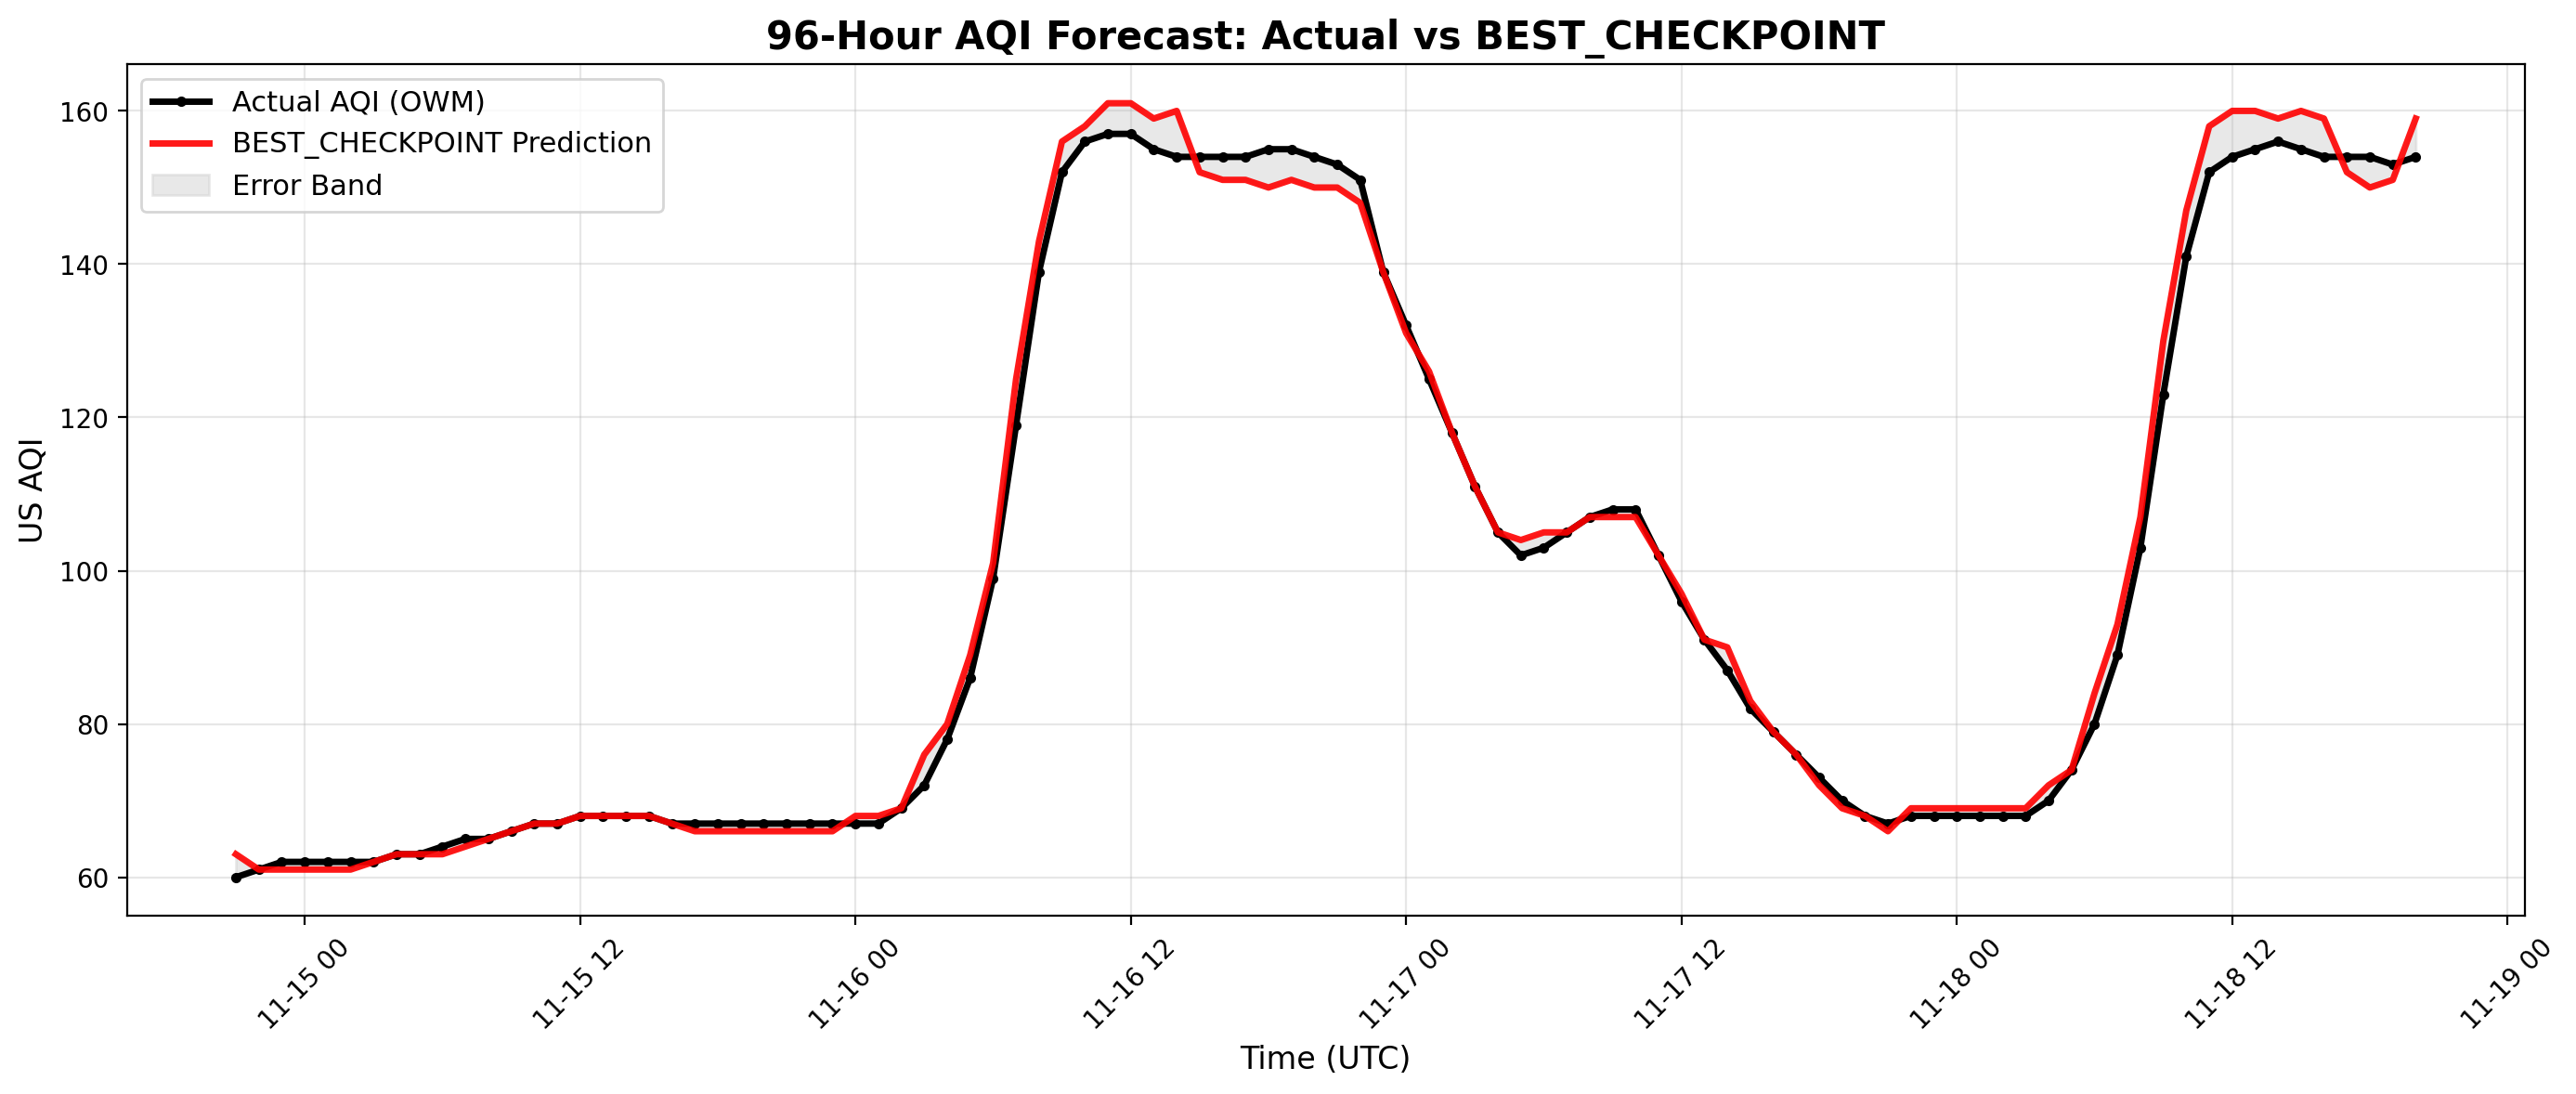 96-Hour AQI Forecast: Actual vs BEST_CHECKPOINT
Actual AQI (OWM)
BEST_CHECKPOINT Prediction
Error Band
US AQI
160
140
120
100
80
60
11-15 00
11-15 12
11-16 00
11-16 12
11-17 00
11-17 12
11-18 00
11-18 12
11-19 00
Time (UTC)